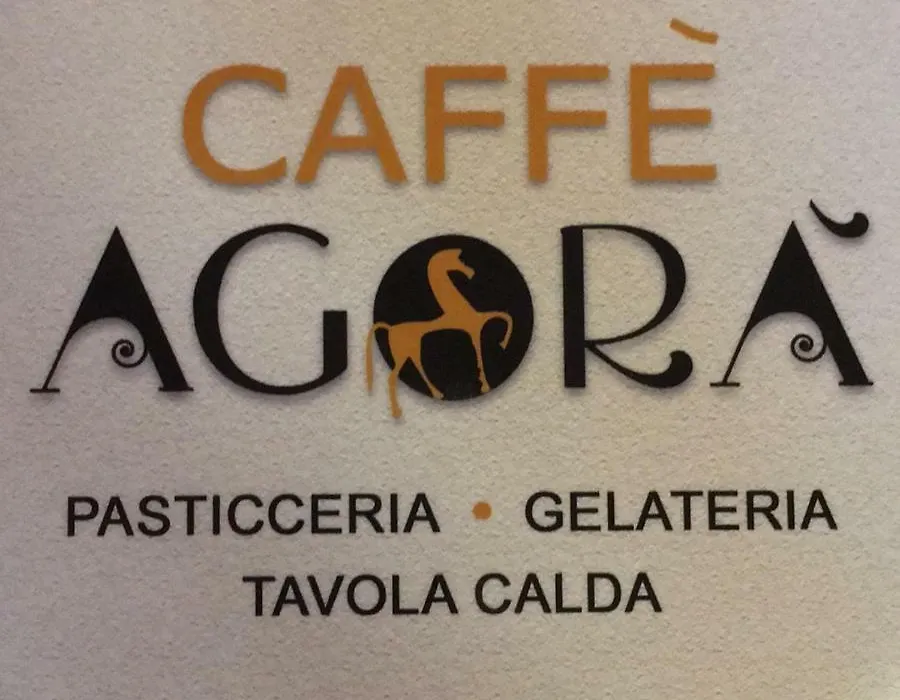 CAFFÈ
AGORÀ
PASTICCERIA • GELATERIA
TAVOLA CALDA